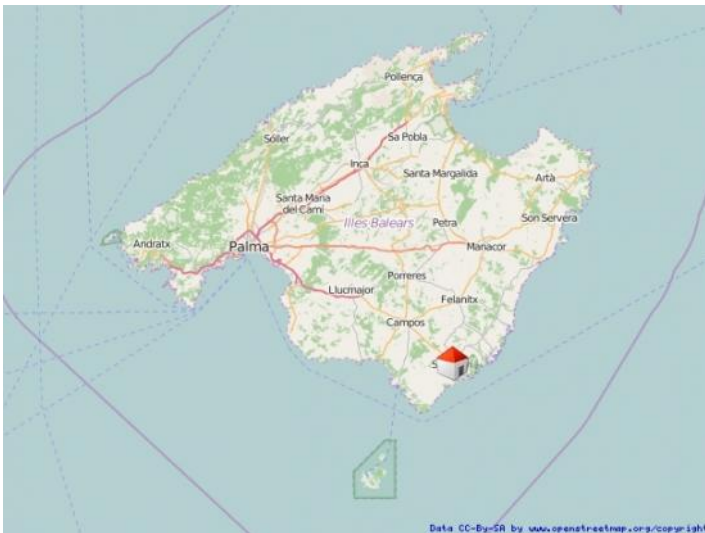 Pollença
Sa Pobla
Sóller
Inca
Santa Margalida
Artà
Santa Maria
del Camí
Illes Balears
Petra
Son Servera
Andratx
Palma
Manacor
Porreres
Llucmajor
Felanitx
Campos
S
Data CC-By-SA by www.openstreetmap.org/copyright